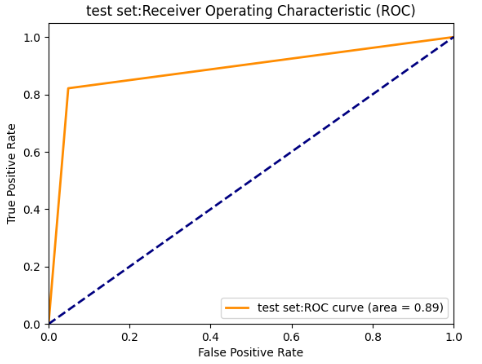 test set:Receiver Operating Characteristic (ROC)
1.0
0.8
0.6
0.4
0.2
0.0
True Positive Rate
test set:ROC curve (area = 0.89)
0.0 0.2 0.4 0.6 0.8 1.0
False Positive Rate